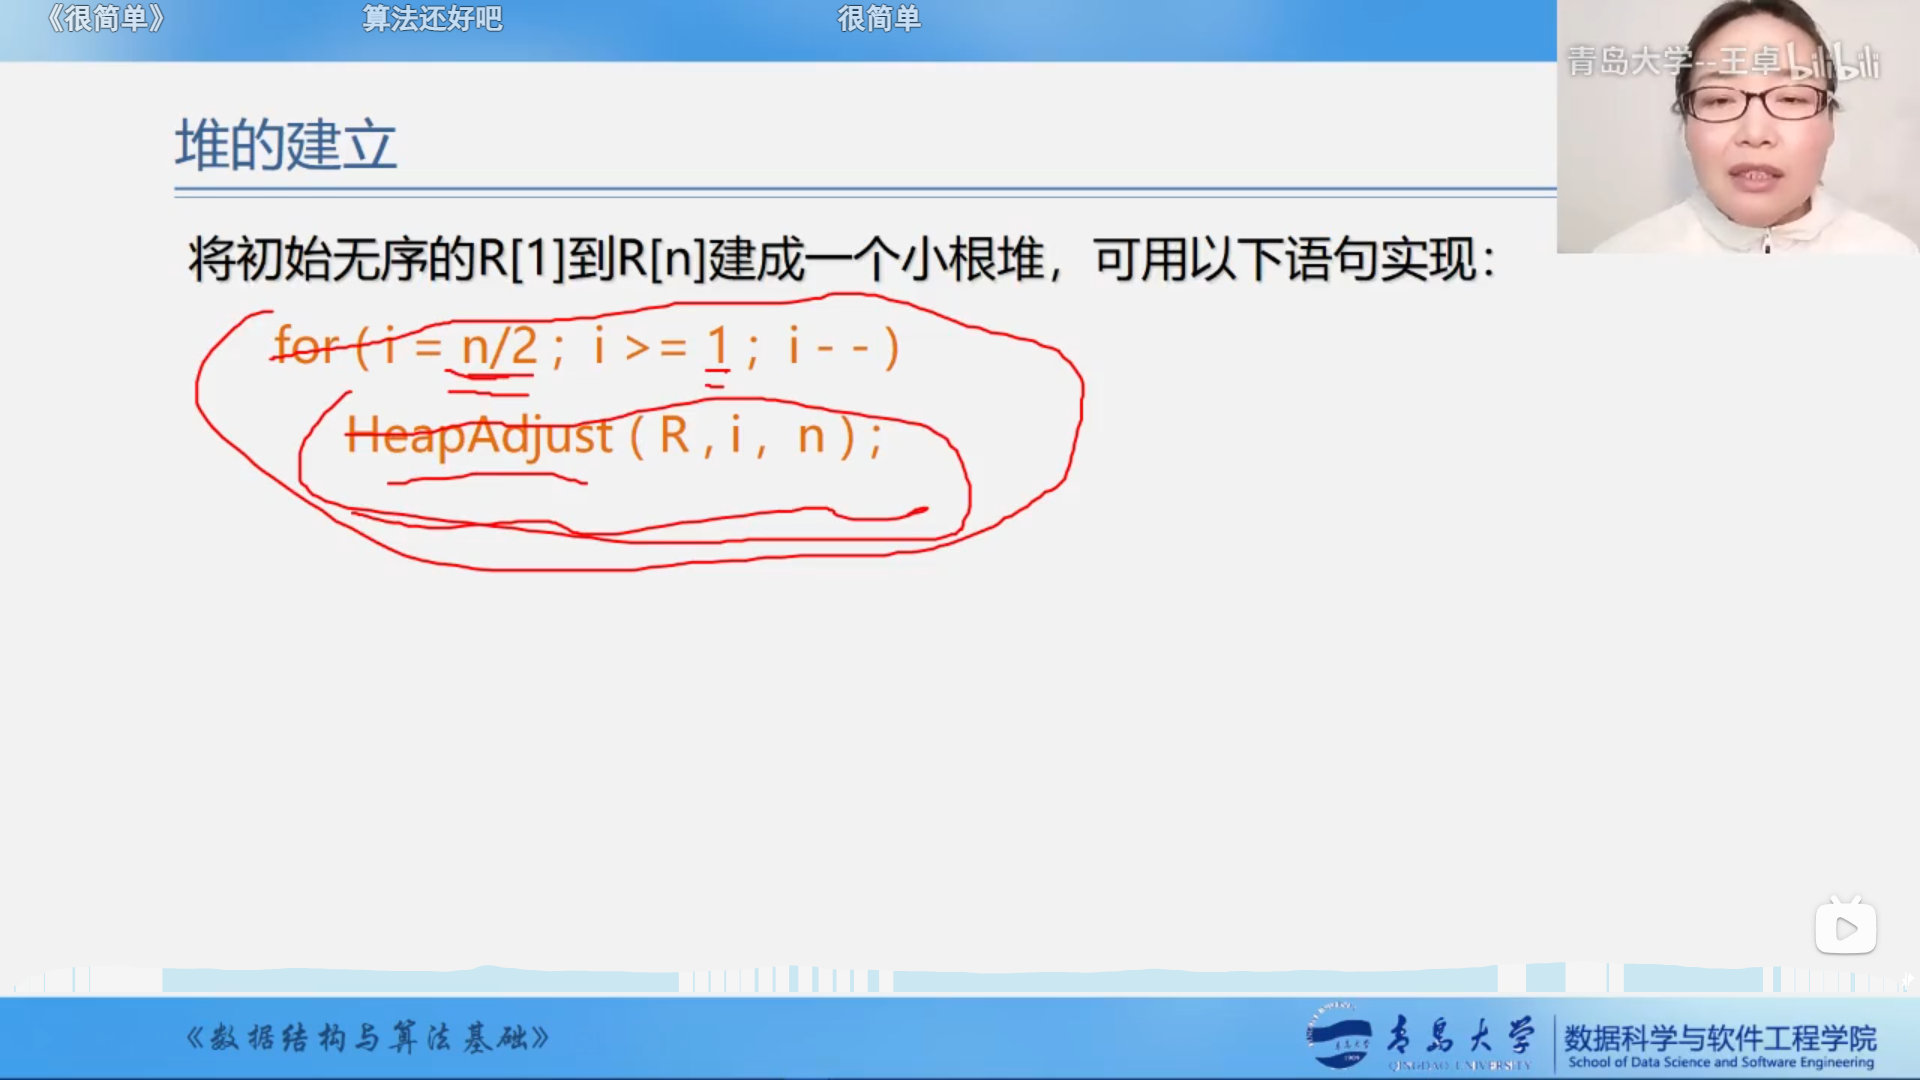 《很简单》 算法还好吧 很简单
青岛大学--王卓 bilibili
堆的建立
将初始无序的R[1]到R[n]建成一个小根堆，可用以下语句实现：
for ( i = n/2 ; i >= 1 ; i - - )
HeapAdjust ( R , i , n ) ;
《数据结构与算法基础》
青岛大学
QINGDAO UNIVERSITY
数据科学与软件工程学院
School of Data Science and Software Engineering